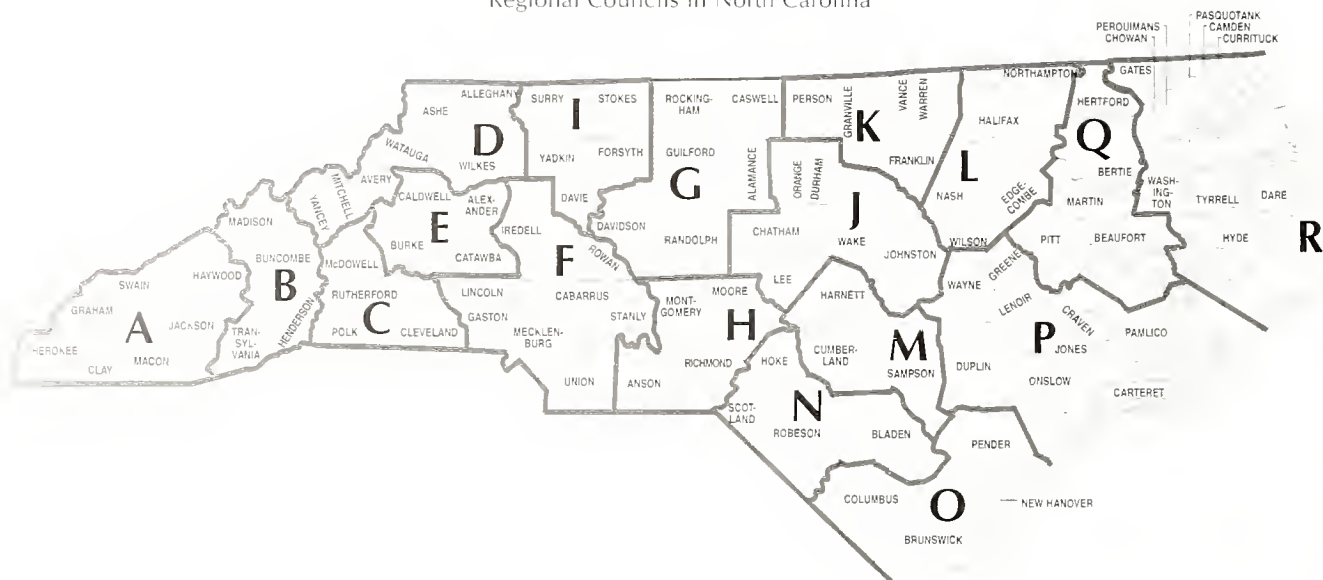 Regional Councils in North Carolina
PERQUIMANS
CHOWAN
PASQUOTANK
CAMDEN
CURRITUCK
ALLEGHANY
ASHE
D
WATAUGA
WILKES
SURRY
I
STOKES
YADKIN
FORSYTH
DAVIE
ROCKING-
HAM
CASWELL
GUILFORD
G
ALAMANCE
DAVIDSON
RANDOLPH
PERSON
GRANVILLE
K
VANCE
WARREN
FRANKLIN
NORTHAMPTON
HALIFAX
L
NASH
EDGE-
COMBE
WILSON
GATES
HERTFORD
Q
BERTIE
MARTIN
PITT
BEAUFORT
WASH-
ING-
TON
TYRRELL
DARE
HYDE
R
ORANGE
DURHAM
J
CHATHAM
WAKE
JOHNSTON
LEE
MITCHELL
YANCEY
AVERY
CALDWELL
E
ALEX-
ANDER
BURKE
CATAWBA
IREDELL
F
ROWAN
LINCOLN
CABARRUS
GASTON
STANLY
MECKLEN-
BURG
UNION
MADISON
BUNCOMBE
B
HENDERSON
TRAN-
SYL-
VANIA
McDOWELL
RUTHERFORD
C
POLK
CLEVELAND
HAYWOOD
SWAIN
GRAHAM
A
JACKSON
HEROKEE
MACON
CLAY
MONT-
GOMERY
MOORE
H
RICHMOND
ANSON
HARNETT
CUMBER-
LAND
M
SAMPSON
HOKE
SCOT-
LAND
N
ROBESON
BLADEN
WAYNE
GREENE
LENOIR
CRAVEN
P
JONES
PAMLICO
DUPLIN
ONSLOW
CARTERET
PENDER
COLUMBUS
O
NEW HANOVER
BRUNSWICK